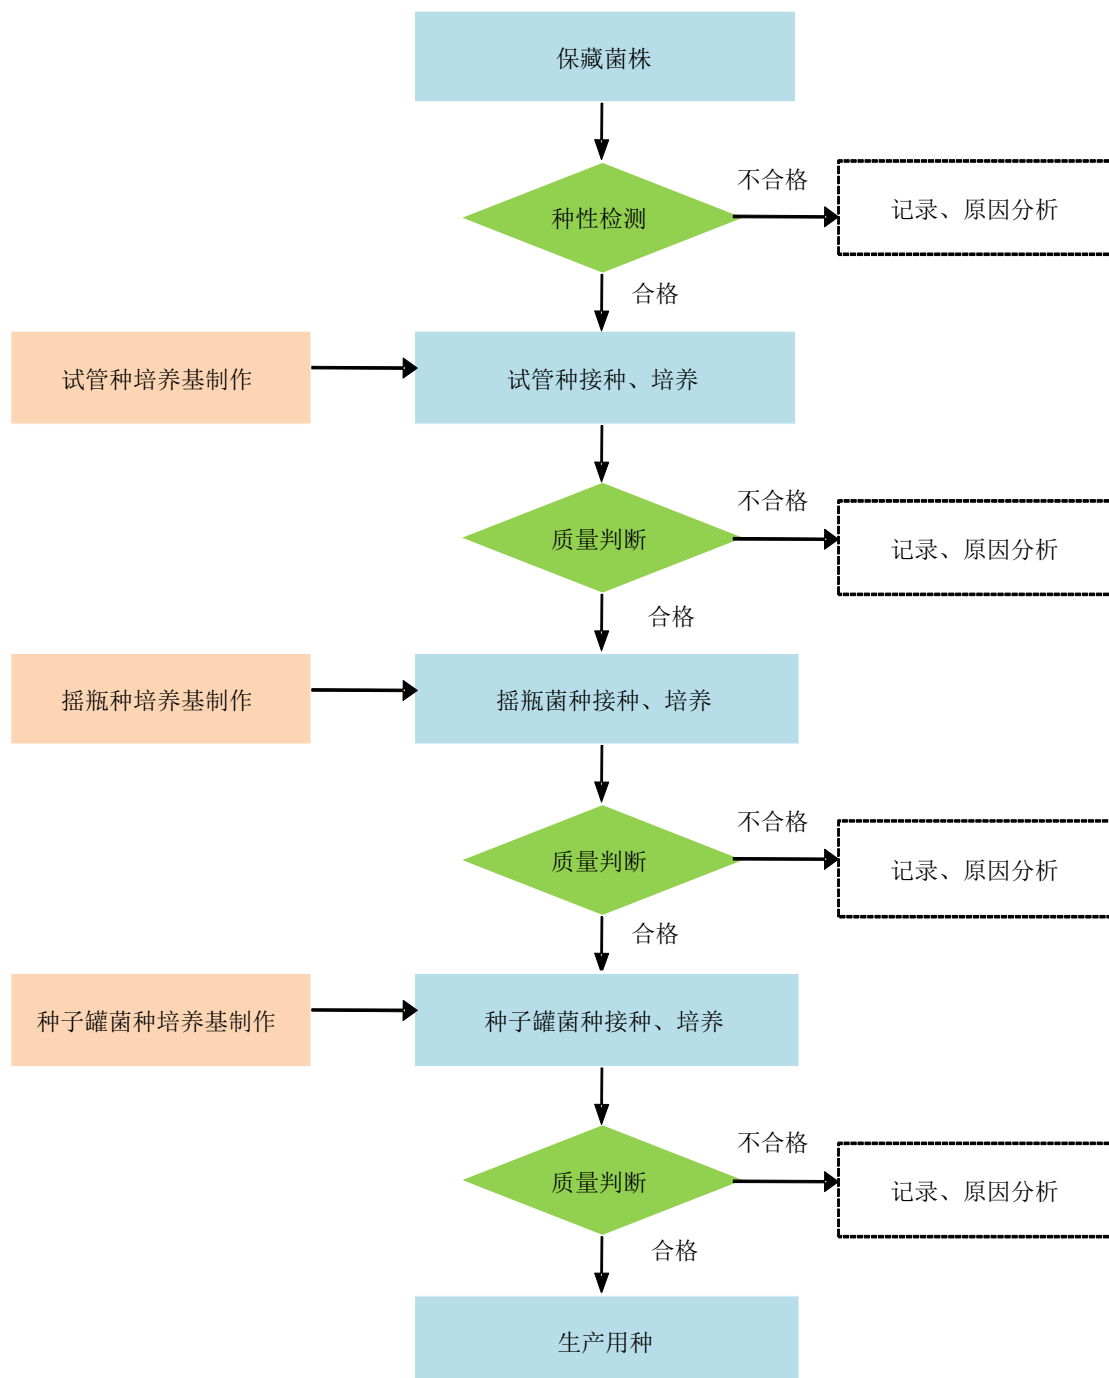 保藏菌株
不合格
种性检测
记录、原因分析
合格
试管种培养基制作
试管种接种、培养
不合格
质量判断
记录、原因分析
合格
摇瓶种培养基制作
摇瓶菌种接种、培养
不合格
质量判断
记录、原因分析
合格
种子罐菌种培养基制作
种子罐菌种接种、培养
不合格
质量判断
记录、原因分析
合格
生产用种